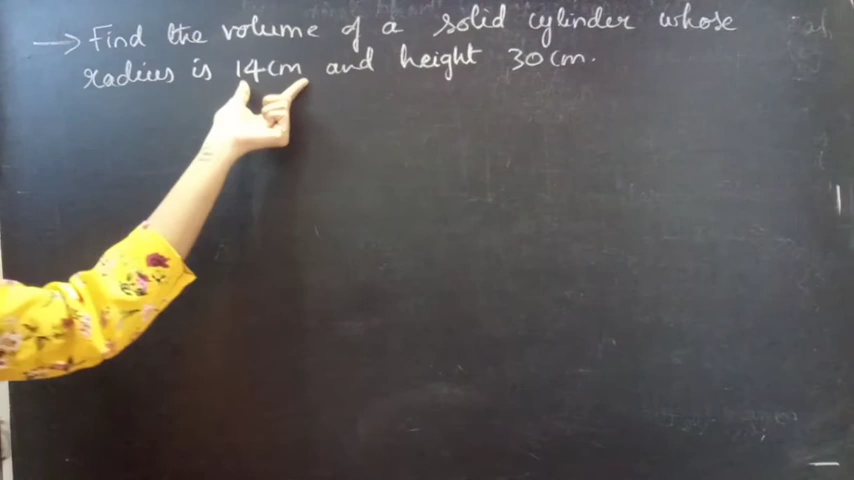 → Find the volume of a solid cylinder whose
radius is 14cm and height 30cm.